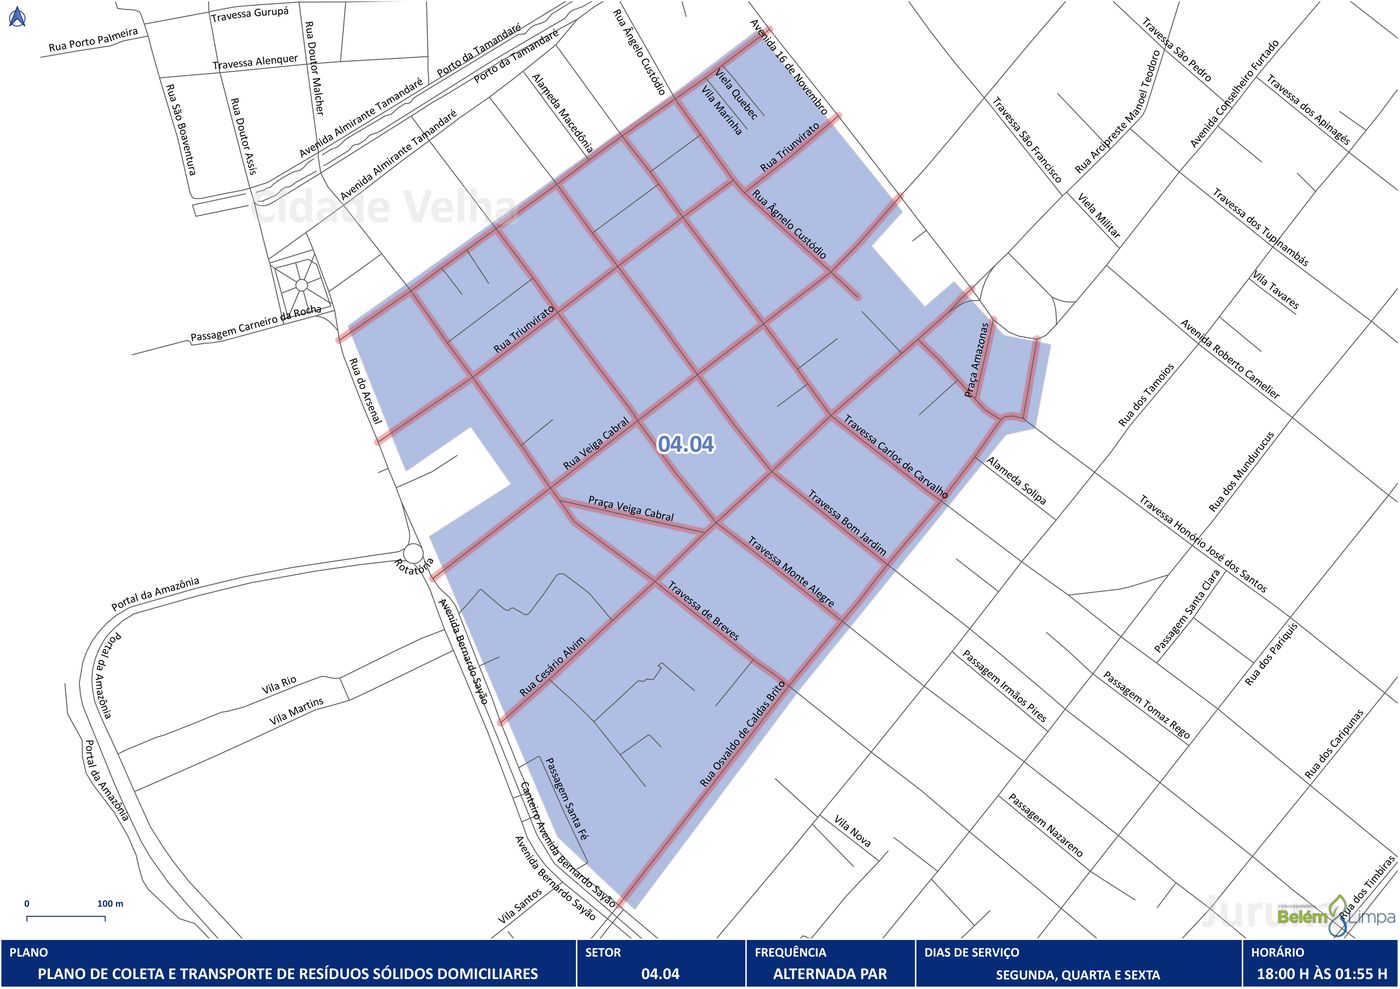 Travessa Gurupá
Rua Porto Palmeira
Rua Doutor Malcher
Travessa Alenquer
Porto da Tamandaré
Porto da Tamandaré
Rua Ângelo Custódio
Avenida 16 de Novembro
Travessa São Pedro
Rua São Boaventura
Rua Doutor Assis
Avenida Almirante Tamandaré
Avenida Almirante Tamandaré
Alameda Macedônia
Viela Quebec
Vila Marinha
Rua Triunvirato
Travessa São Francisco
Rua Arcipreste Manoel Teodoro
Avenida Conselheiro Furtado
Travessa dos Apinagés
Cidade Velha
Rua Âgnelo Custódio
Viela Militar
Travessa dos Tupinambás
Vila Tavares
Passagem Carneiro da Rocha
Rua Triunvirato
Praça Amazonas
Avenida Roberto Camelier
Rua do Arsenal
Rua dos Tamoios
Rua Veiga Cabral
04.04
Travessa Carlos de Carvalho
Alameda Solipa
Rua dos Mundurucus
Praça Veiga Cabral
Travessa Bom Jardim
Travessa Honório José dos Santos
Rotatória
Portal da Amazônia
Travessa Monte Alegre
Travessa de Breves
Passagem Santa Clara
Portal da Amazônia
Avenida Bernardo Sayão
Rua Cesário Alvim
Rua dos Pariquis
Vila Rio
Vila Martins
Passagem Irmãos Pires
Passagem Tomaz Rego
Rua Osvaldo de Caldas Brito
Rua dos Caripunas
Portal da Amazônia
Passagem Santa Fé
Canteiro Avenida Bernardo Sayão
Avenida Bernardo Sayão
Vila Nova
Passagem Nazareno
Vila Santos
Rua dos Timbiras
0 100 m
Belém Limpa
PLANO
PLANO DE COLETA E TRANSPORTE DE RESÍDUOS SÓLIDOS DOMICILIARES
SETOR
04.04
FREQUÊNCIA
ALTERNADA PAR
DIAS DE SERVIÇO
SEGUNDA, QUARTA E SEXTA
HORÁRIO
18:00 H ÀS 01:55 H